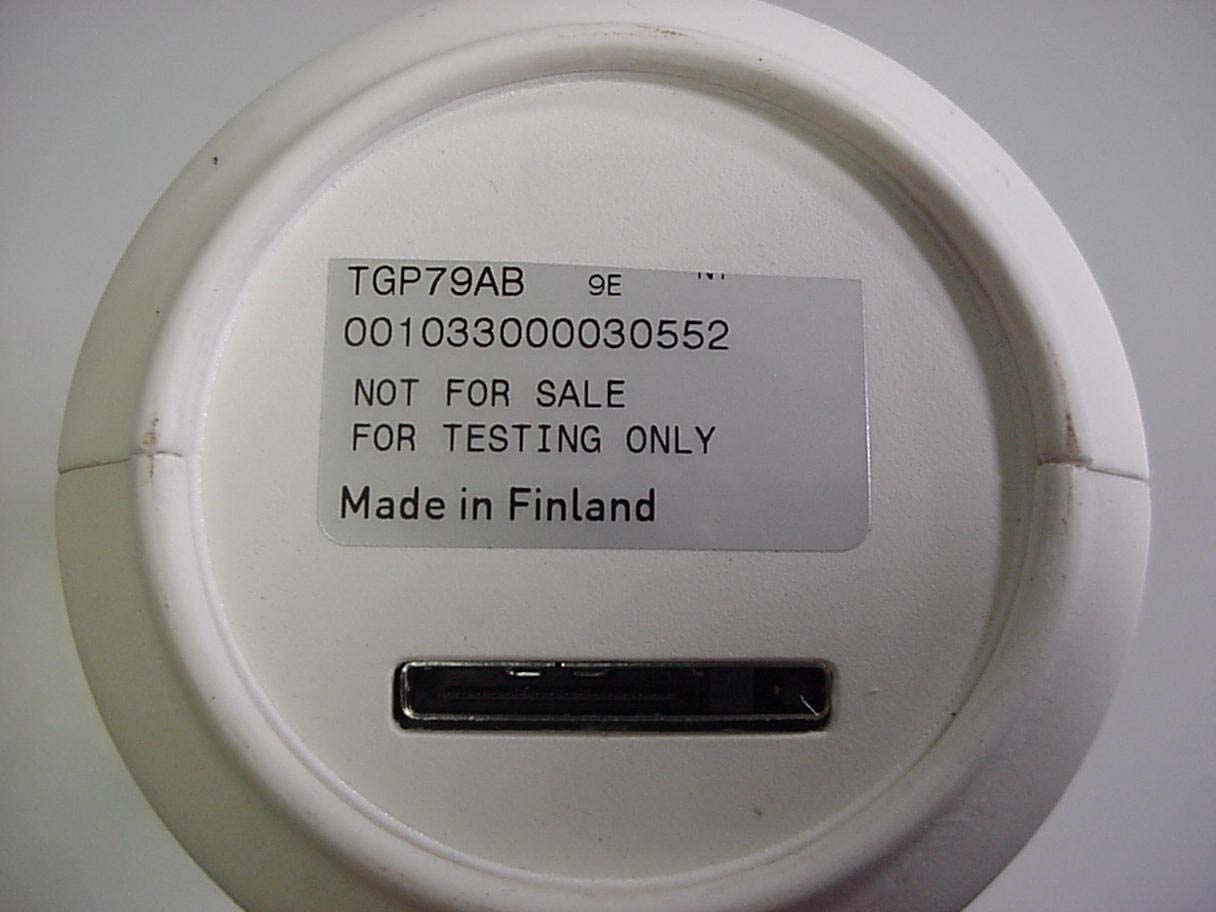 TGP79AB 9E
001033000030552
NOT FOR SALE
FOR TESTING ONLY
Made in Finland